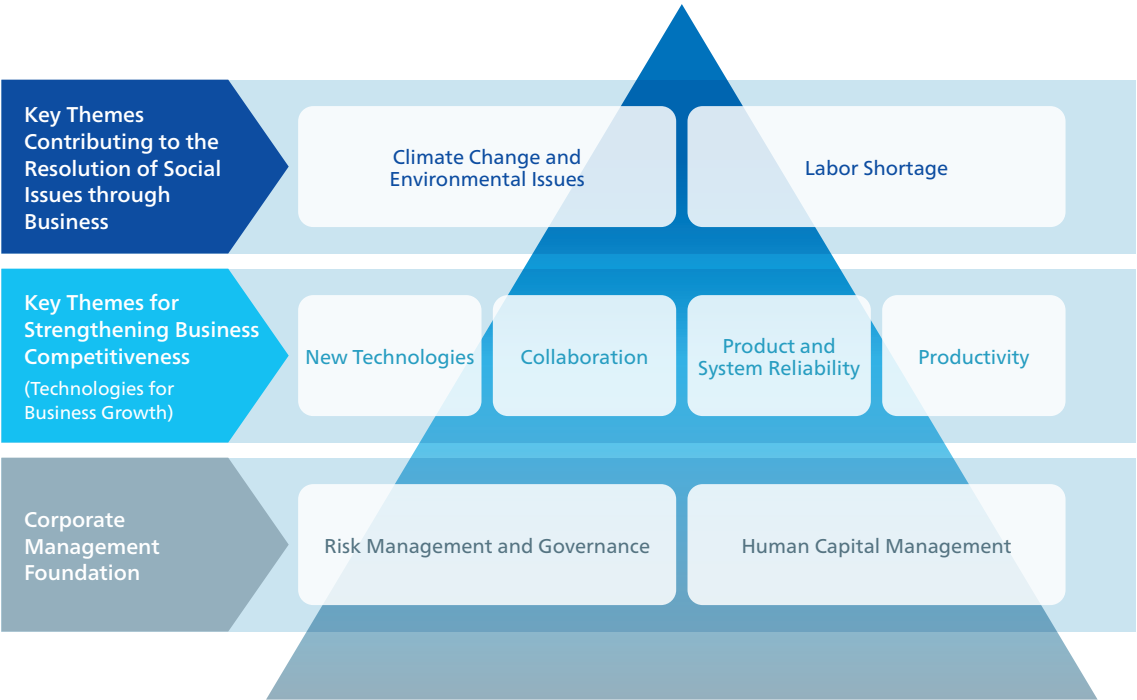 Key Themes
Contributing to the
Resolution of Social
Issues through
Business
Climate Change and
Environmental Issues
Labor Shortage
Key Themes for
Strengthening Business
Competitiveness
(Technologies for
Business Growth)
New Technologies
Collaboration
Product and
System Reliability
Productivity
Corporate
Management
Foundation
Risk Management and Governance
Human Capital Management